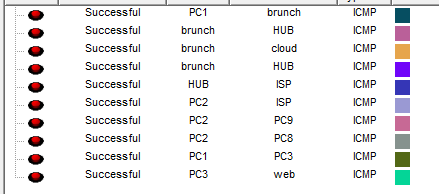 Successful PC1 brunch ICMP
Successful brunch HUB ICMP
Successful brunch cloud ICMP
Successful brunch HUB ICMP
Successful HUB ISP ICMP
Successful PC2 ISP ICMP
Successful PC2 PC9 ICMP
Successful PC2 PC8 ICMP
Successful PC1 PC3 ICMP
Successful PC3 web ICMP